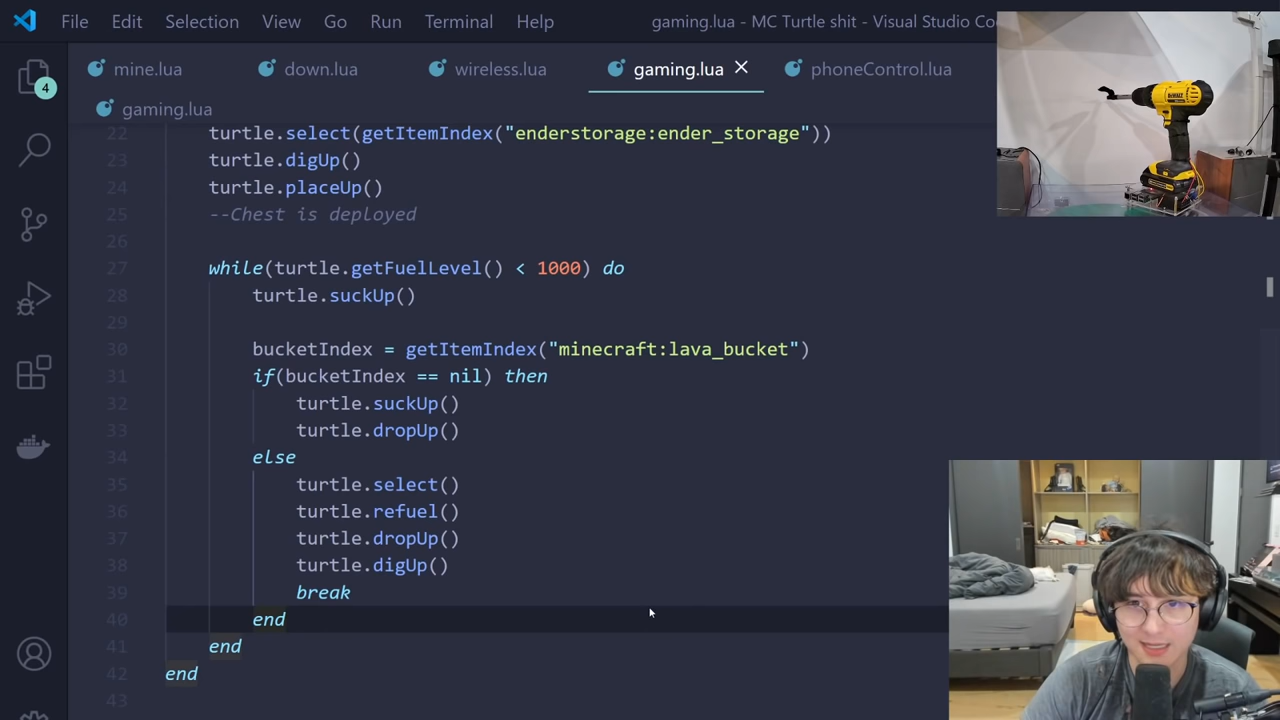 File Edit Selection View Go Run Terminal Help gaming.lua - MC Turtle shit - Visual Studio
mine.lua down.lua wireless.lua gaming.lua phoneControl.lua
4
gaming.lua
22 turtle.select(getItemIndex("enderstorage:ender_storage"))
23 turtle.digUp()
24 turtle.placeUp()
25 --Chest is deployed
26
27 while(turtle.getFuelLevel() < 1000) do
28 turtle.suckUp()
29
30 bucketIndex = getItemIndex("minecraft:lava_bucket")
31 if(bucketIndex == nil) then
32 turtle.suckUp()
33 turtle.dropUp()
34 else
35 turtle.select()
36 turtle.refuel()
37 turtle.dropUp()
38 turtle.digUp()
39 break
40 end
41 end
42 end
43
DEWALT